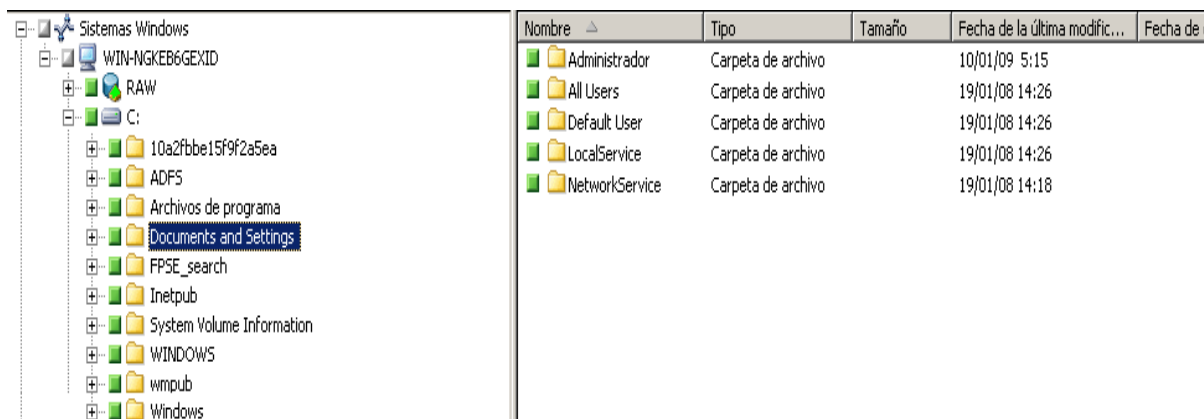 Sistemas Windows
WIN-NGKEB6GEXID
RAW
C:
10a2fbbe15f9f2a5ea
ADFS
Archivos de programa
Documents and Settings
FPSE_search
Inetpub
System Volume Information
WINDOWS
wmpub
Windows
Nombre Tipo Tamaño Fecha de la última modific... Fecha de
Administrador Carpeta de archivo 10/01/09 5:15
All Users Carpeta de archivo 19/01/08 14:26
Default User Carpeta de archivo 19/01/08 14:26
LocalService Carpeta de archivo 19/01/08 14:26
NetworkService Carpeta de archivo 19/01/08 14:18